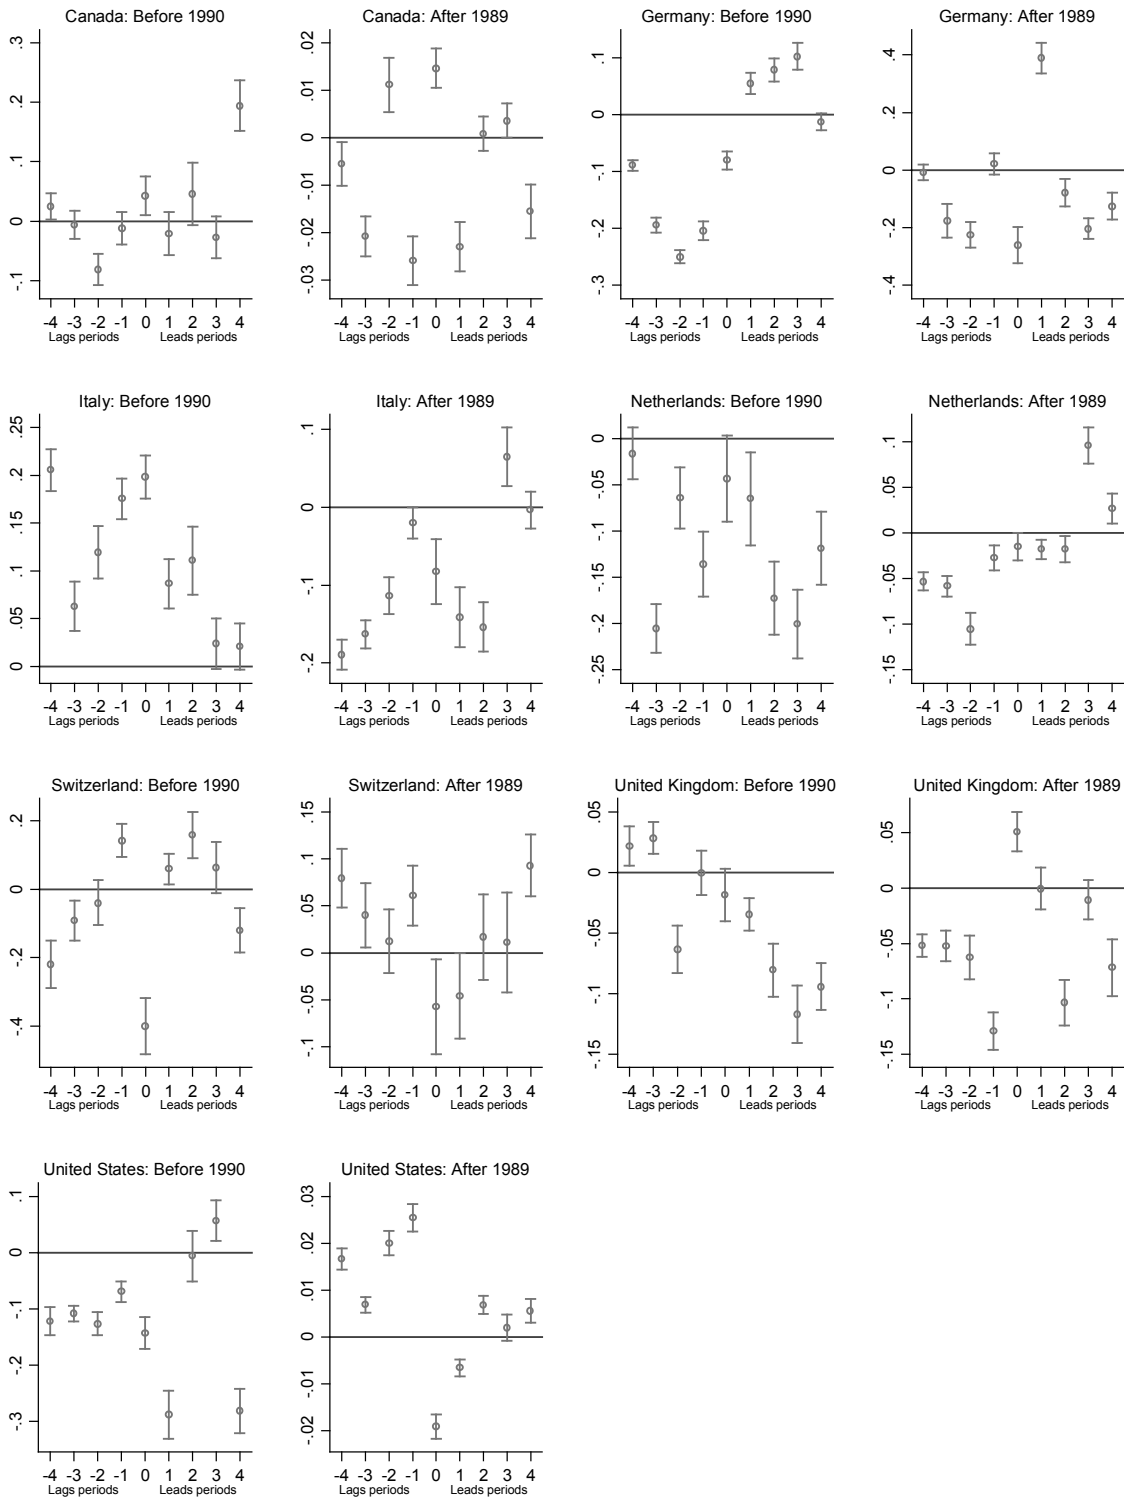 Canada: Before 1990
.3
.2
.1
0
-.1
-4 -3 -2 -1 0 1 2 3 4
Lags periods Leads periods
Canada: After 1989
.02
.01
0
-.01
-.02
-.03
-4 -3 -2 -1 0 1 2 3 4
Lags periods Leads periods
Germany: Before 1990
.1
0
-.1
-.2
-.3
-4 -3 -2 -1 0 1 2 3 4
Lags periods Leads periods
Germany: After 1989
.4
.2
0
-.2
-.4
-4 -3 -2 -1 0 1 2 3 4
Lags periods Leads periods
Italy: Before 1990
.25
.2
.15
.1
.05
0
-4 -3 -2 -1 0 1 2 3 4
Lags periods Leads periods
Italy: After 1989
.1
0
-.1
-.2
-4 -3 -2 -1 0 1 2 3 4
Lags periods Leads periods
Netherlands: Before 1990
0
-.05
-.1
-.15
-.2
-.25
-4 -3 -2 -1 0 1 2 3 4
Lags periods Leads periods
Netherlands: After 1989
.1
.05
0
-.05
-.1
-.15
-4 -3 -2 -1 0 1 2 3 4
Lags periods Leads periods
Switzerland: Before 1990
.2
0
-.2
-.4
-4 -3 -2 -1 0 1 2 3 4
Lags periods Leads periods
Switzerland: After 1989
.15
.1
.05
0
-.05
-.1
-4 -3 -2 -1 0 1 2 3 4
Lags periods Leads periods
United Kingdom: Before 1990
.05
0
-.05
-.1
-.15
-4 -3 -2 -1 0 1 2 3 4
Lags periods Leads periods
United Kingdom: After 1989
.05
0
-.05
-.1
-.15
-4 -3 -2 -1 0 1 2 3 4
Lags periods Leads periods
United States: Before 1990
.1
0
-.1
-.2
-.3
-4 -3 -2 -1 0 1 2 3 4
Lags periods Leads periods
United States: After 1989
.03
.02
.01
0
-.01
-.02
-4 -3 -2 -1 0 1 2 3 4
Lags periods Leads periods